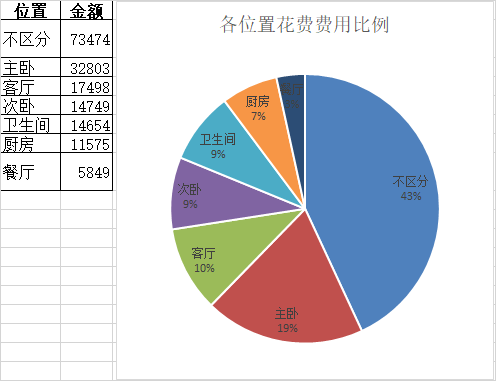 位置 金额
不区分 73474
主卧 32803
客厅 17498
次卧 14749
卫生间 14654
厨房 11575
餐厅 5849
各位置花费费用比例
不区分
43%
主卧
19%
客厅
10%
次卧
9%
卫生间
9%
厨房
7%